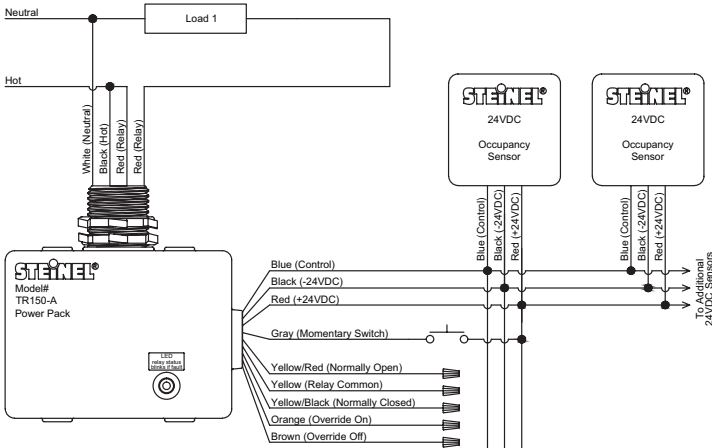 Neutral
Load 1
Hot
White (Neutral)
Black (Hot)
Red (Relay)
Red (Relay)
STEINEL®
24VDC
Occupancy
Sensor
STEINEL®
24VDC
Occupancy
Sensor
Blue (Control)
Black (-24VDC)
Red (+24VDC)
Blue (Control)
Black (-24VDC)
Red (+24VDC)
To Additional
24VDC Sensors
STEINEL®
Model#
TR150-A
Power Pack
LED
relay status
blinks if fault
Blue (Control)
Black (-24VDC)
Red (+24VDC)
Gray (Momentary Switch)
Yellow/Red (Normally Open)
Yellow (Relay Common)
Yellow/Black (Normally Closed)
Orange (Override On)
Brown (Override Off)